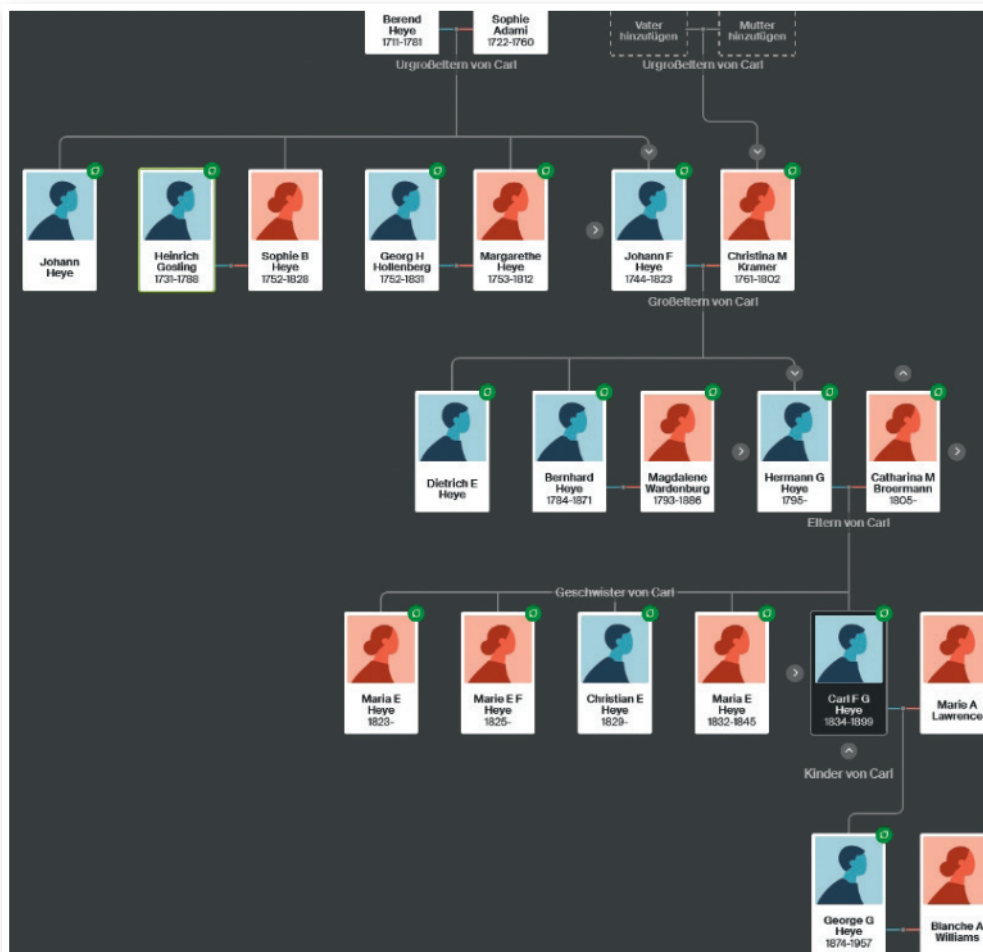 Berend
Heye
1711-1781
Sophie
Adami
1722-1760
Vater
hinzufügen
Mutter
hinzufügen
Urgroßeltern von Carl
Urgroßeltern von Carl
Johann
Heye
Heinrich
Gosling
1731-1788
Sophie B
Heye
1752-1828
Georg H
Hollenberg
1752-1831
Margarethe
Heye
1753-1812
Johann F
Heye
1744-1823
Christina M
Kramer
1761-1802
Großeltern von Carl
Dietrich E
Heye
Bernhard
Heye
1784-1871
Magdalene
Wardenburg
1793-1886
Hermann G
Heye
1795-
Catharina M
Broermann
1805-
Eltern von Carl
Geschwister von Carl
Maria E
Heye
1823-
Marie E F
Heye
1825-
Christian E
Heye
1829-
Maria E
Heye
1832-1845
Carl F G
Heye
1834-1899
Marie A
Lawrence
Kinder von Carl
George G
Heye
1874-1957
Blanche A
Williams